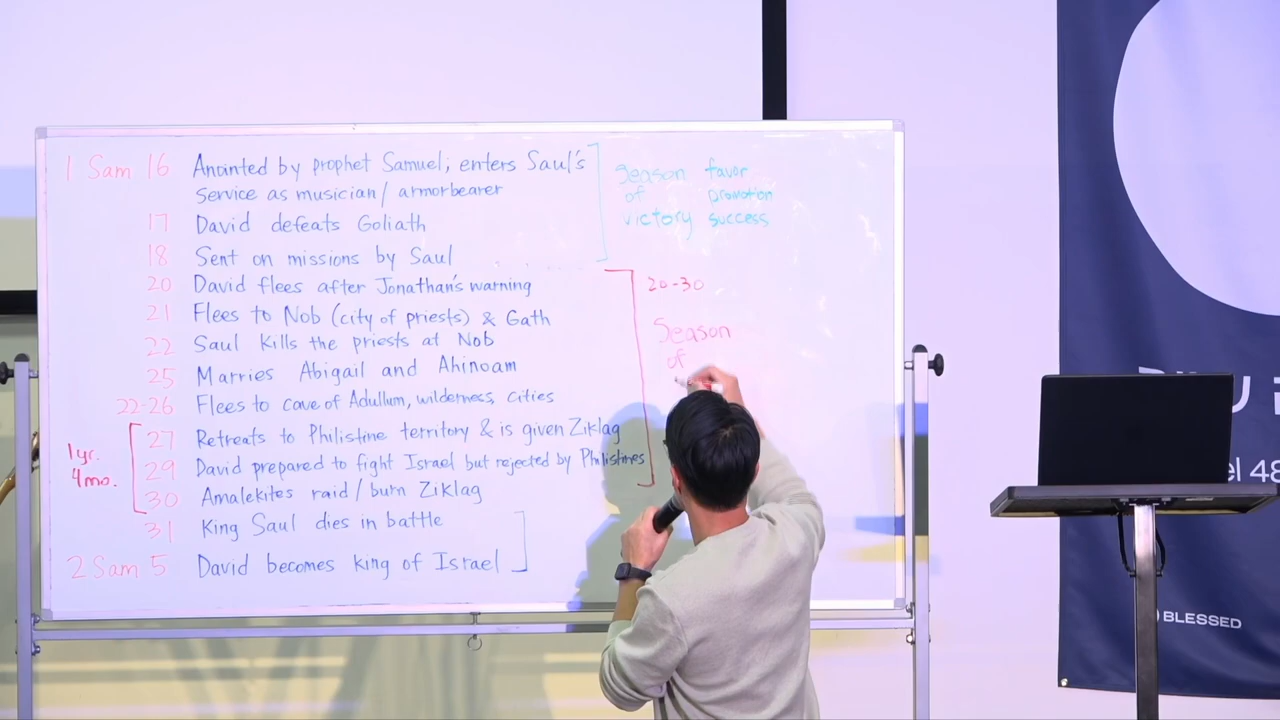 1 Sam 16 Anointed by prophet Samuel; enters Saul's
service as musician/armorbearer
17 David defeats Goliath
18 Sent on missions by Saul
20 David flees after Jonathan's warning
21 Flees to Nob (city of priests) & Gath
22 Saul kills the priests at Nob
25 Marries Abigail and Ahinoam
22-26 Flees to cave of Adullum, wilderness, cities
27 Retreats to Philistine territory & is given Ziklag
29 David prepared to fight Israel but rejected by Philistines
30 Amalekites raid/burn Ziklag
31 King Saul dies in battle
2 Sam 5 David becomes king of Israel
1yr.
4mo.
Season favor
of promotion
victory success
20-30
Season
of
el 48
BLESSED